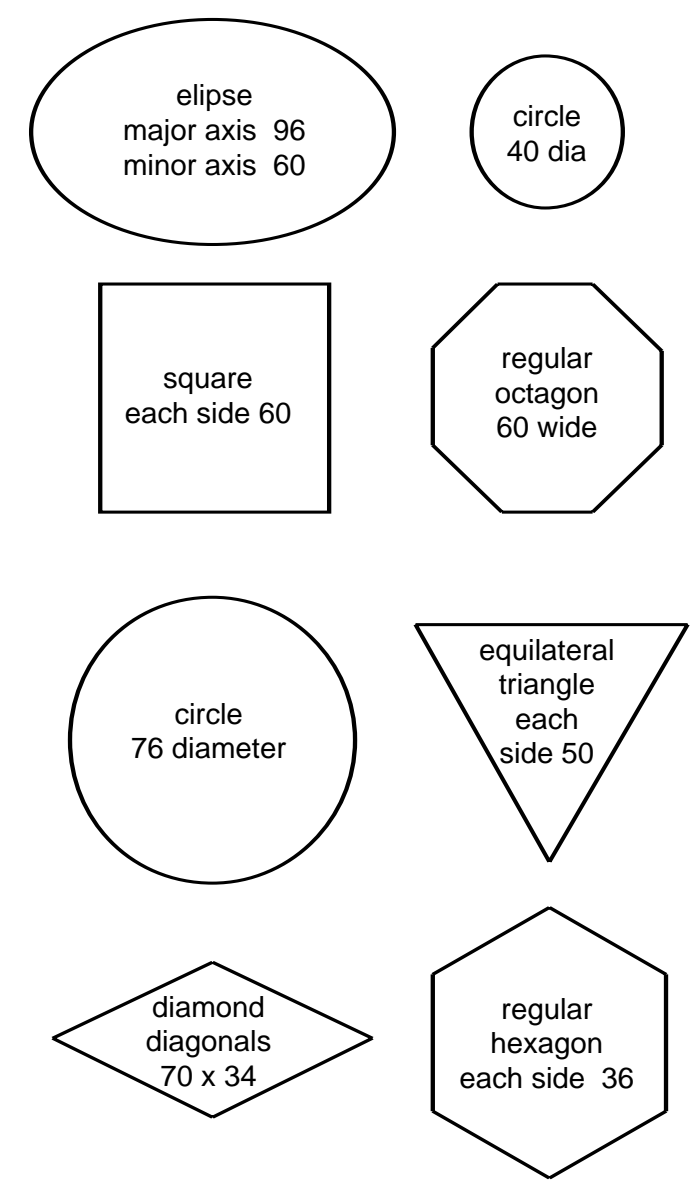 elipse
major axis  96
minor axis  60
circle
40 dia
square
each side 60
regular
octagon
60 wide
circle
76 diameter
equilateral
triangle
each
side 50
diamond
diagonals
70 x 34
regular
hexagon
each side  36